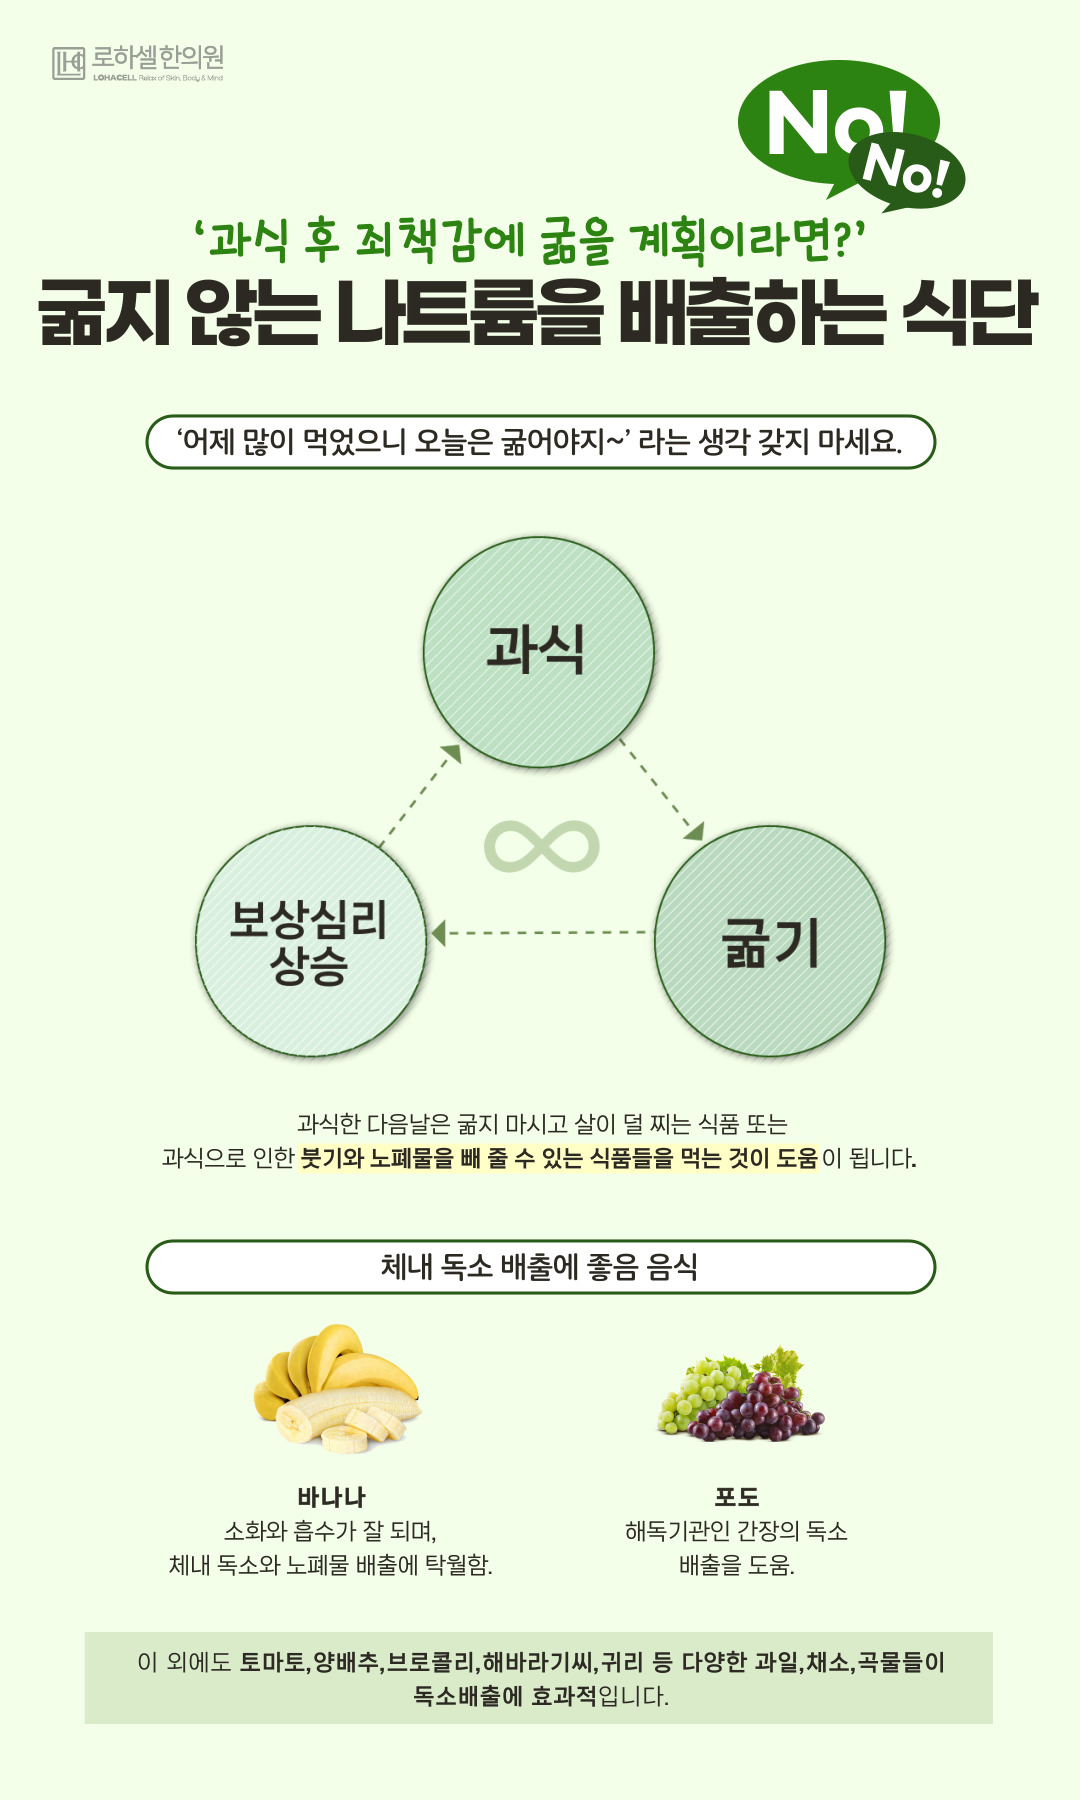 로하셀한의원
LOHACELL Relax of Skin, Body & Mind
No!
No!
‘과식 후 죄책감에 굶을 계획이라면?’
굶지 않는 나트륨을 배출하는 식단
‘어제 많이 먹었으니 오늘은 굶어야지~’ 라는 생각 갖지 마세요.
과식
보상심리
상승
굶기
과식한 다음날은 굶지 마시고 살이 덜 찌는 식품 또는
과식으로 인한 붓기와 노폐물을 빼 줄 수 있는 식품들을 먹는 것이 도움이 됩니다.
체내 독소 배출에 좋음 음식
바나나
소화와 흡수가 잘 되며,
체내 독소와 노폐물 배출에 탁월함.
포도
해독기관인 간장의 독소
배출을 도움.
이 외에도 토마토,양배추,브로콜리,해바라기씨,귀리 등 다양한 과일,채소,곡물들이
독소배출에 효과적입니다.